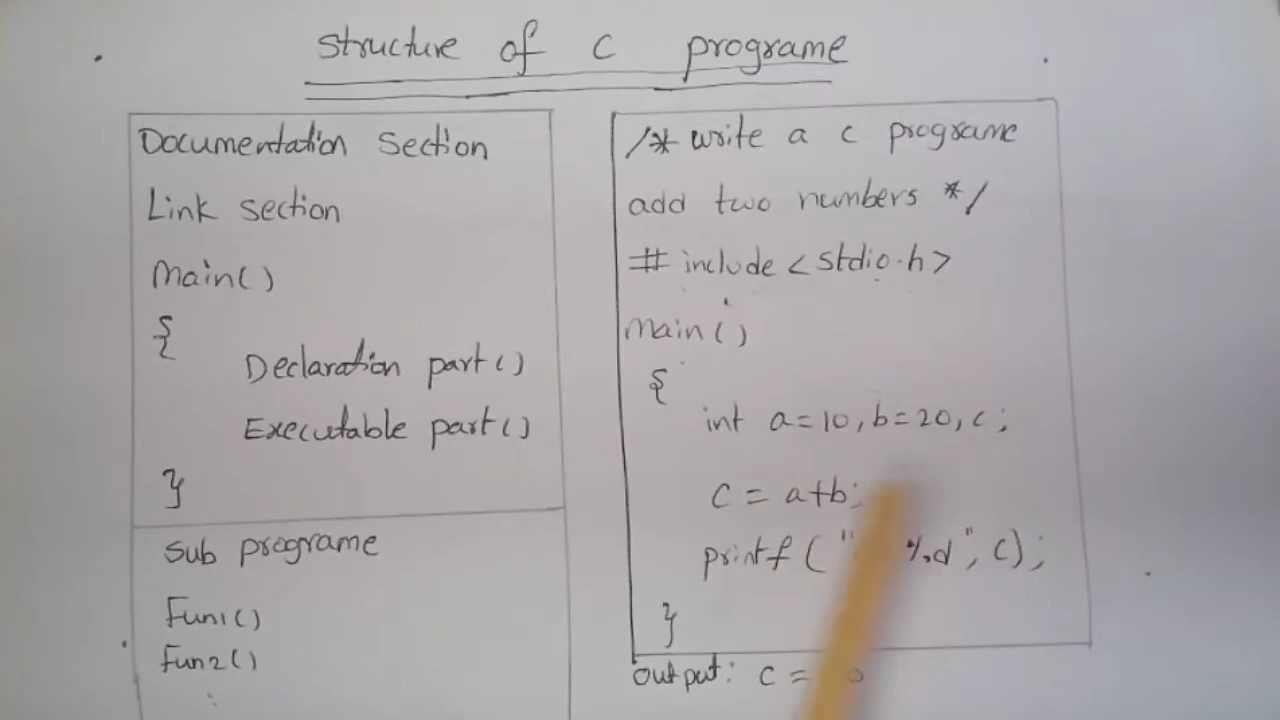 Structure of C programe
Documentation Section
Link section
Main()
{
Declaration part()
Executable part()
}
Sub programe
Fun1()
Fun2()
/* write a c programe
add two numbers */
# include <stdio.h>
main()
{
int a=10, b=20, c;
c = a+b;
printf (" %d", c);
}
output: c =